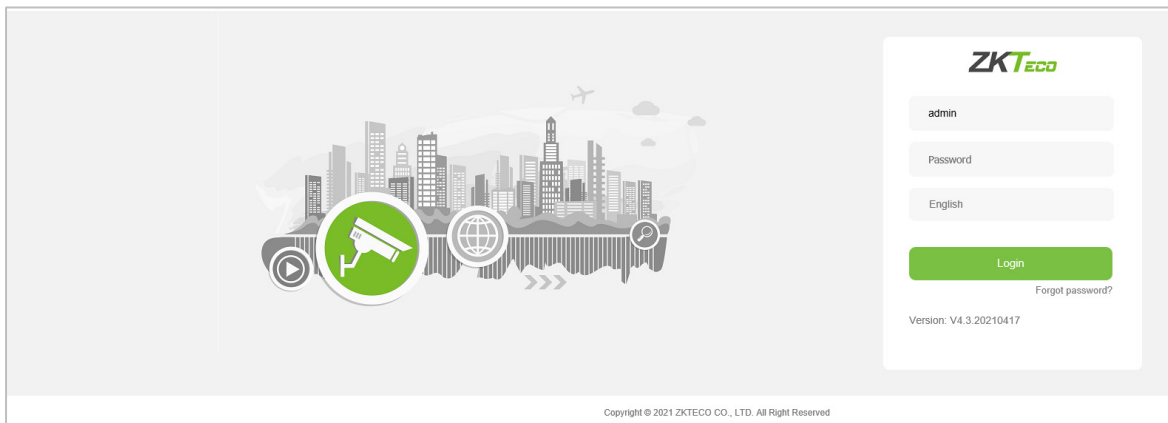 ZKTECO
admin
Password
English
Login
Forgot password?
Version: V4.3.20210417
Copyright © 2021 ZKTECO CO., LTD. All Right Reserved